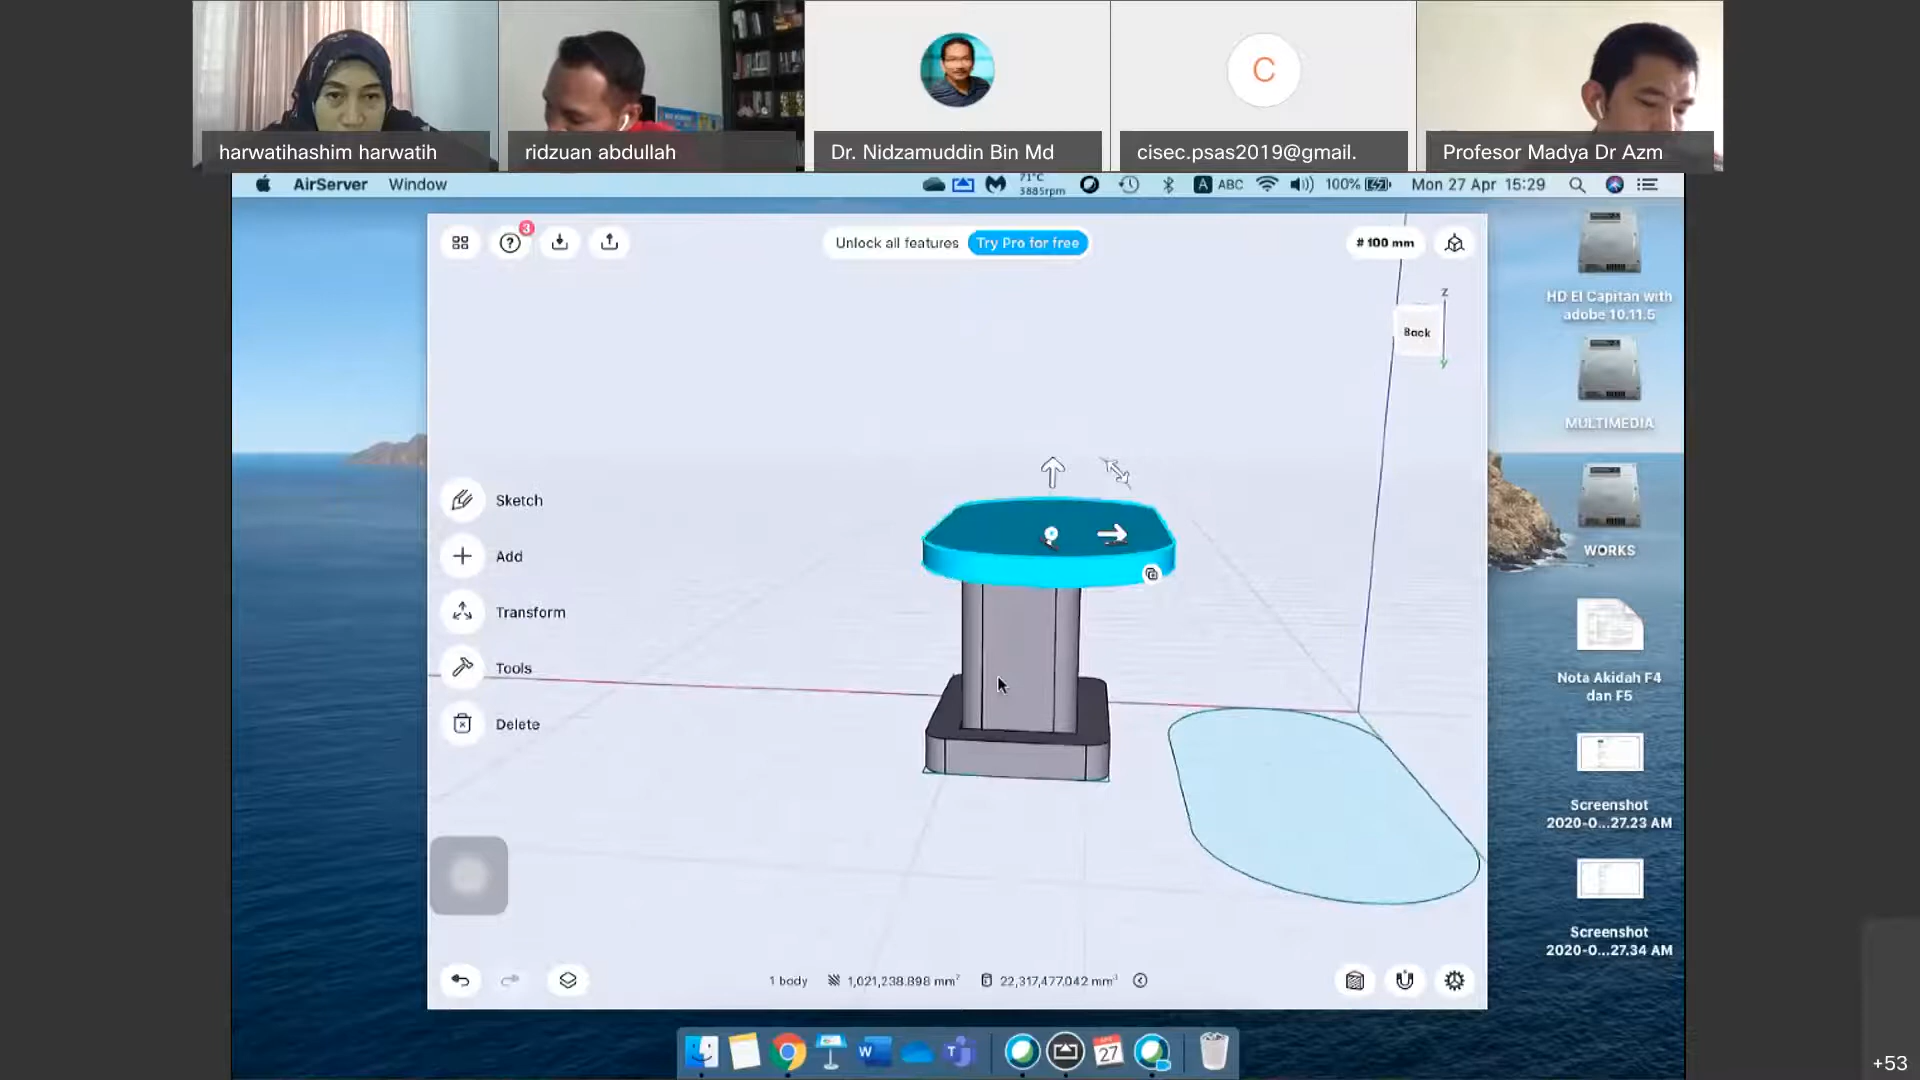 C
harwatihashim harwatih
ridzuan abdullah
Dr. Nidzamuddin Bin Md
cisec.psas2019@gmail.
Profesor Madya Dr Azm
AirServer Window
71°C
3885rpm
A ABC
100%
Mon 27 Apr 15:29
3
?
Unlock all features
Try Pro for free
# 100 mm
Z
Back
y
HD El Capitan with
adobe 10.11.5
MULTIMEDIA
WORKS
Nota Akidah F4
dan F5
Screenshot
2020-0...27.23 AM
Screenshot
2020-0...27.34 AM
Sketch
Add
Transform
Tools
Delete
1 body
1,021,238.898 mm²
22,317,477.042 mm³
W
T
27
+53